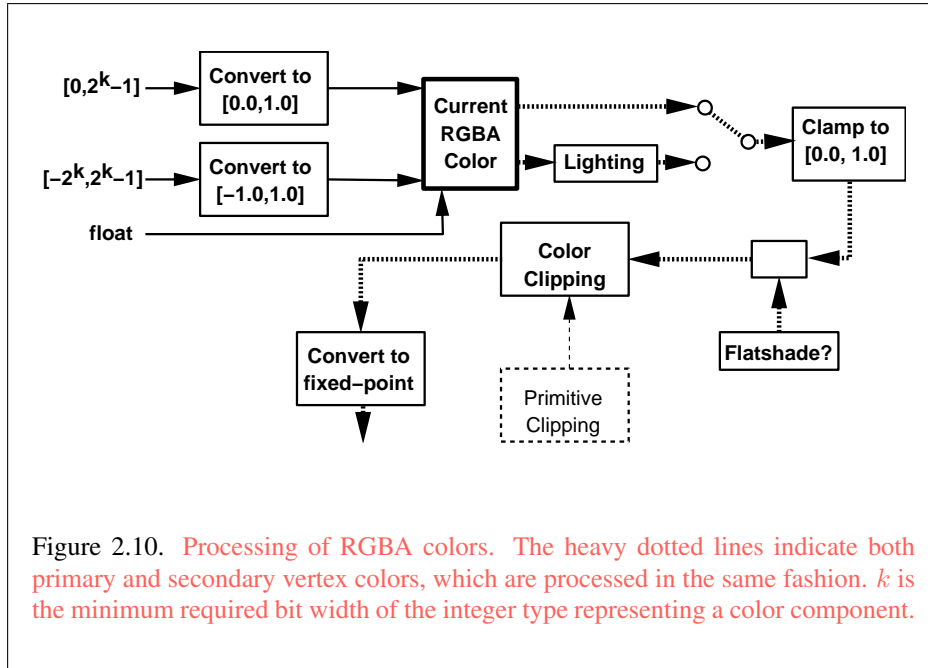 [0,2^k−1]
Convert to
[0.0,1.0]
Current
RGBA
Color
Clamp to
[0.0, 1.0]
Lighting
[−2^k,2^k−1]
Convert to
[−1.0,1.0]
float
Color
Clipping
Flatshade?
Convert to
fixed−point
Primitive
Clipping
Figure 2.10. Processing of RGBA colors. The heavy dotted lines indicate both
primary and secondary vertex colors, which are processed in the same fashion. k is
the minimum required bit width of the integer type representing a color component.